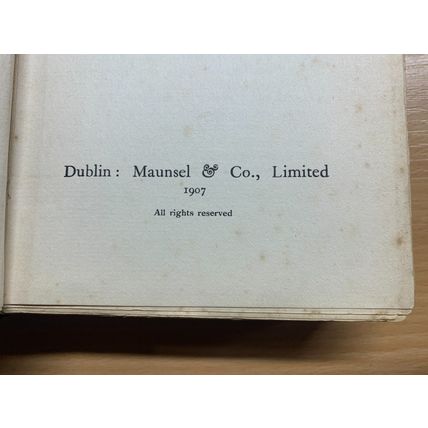 Dublin: Maunsel & Co., Limited
1907
All rights reserved